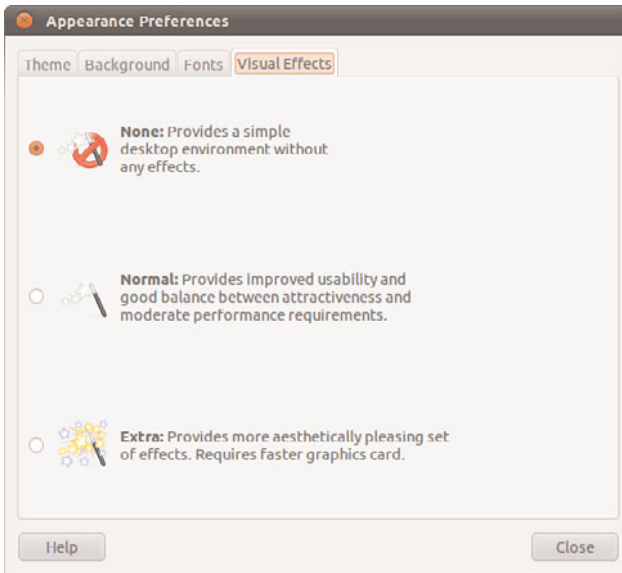 Appearance Preferences
Theme Background Fonts Visual Effects
None: Provides a simple
desktop environment without
any effects.
Normal: Provides improved usability and
good balance between attractiveness and
moderate performance requirements.
Extra: Provides more aesthetically pleasing set
of effects. Requires faster graphics card.
Help Close